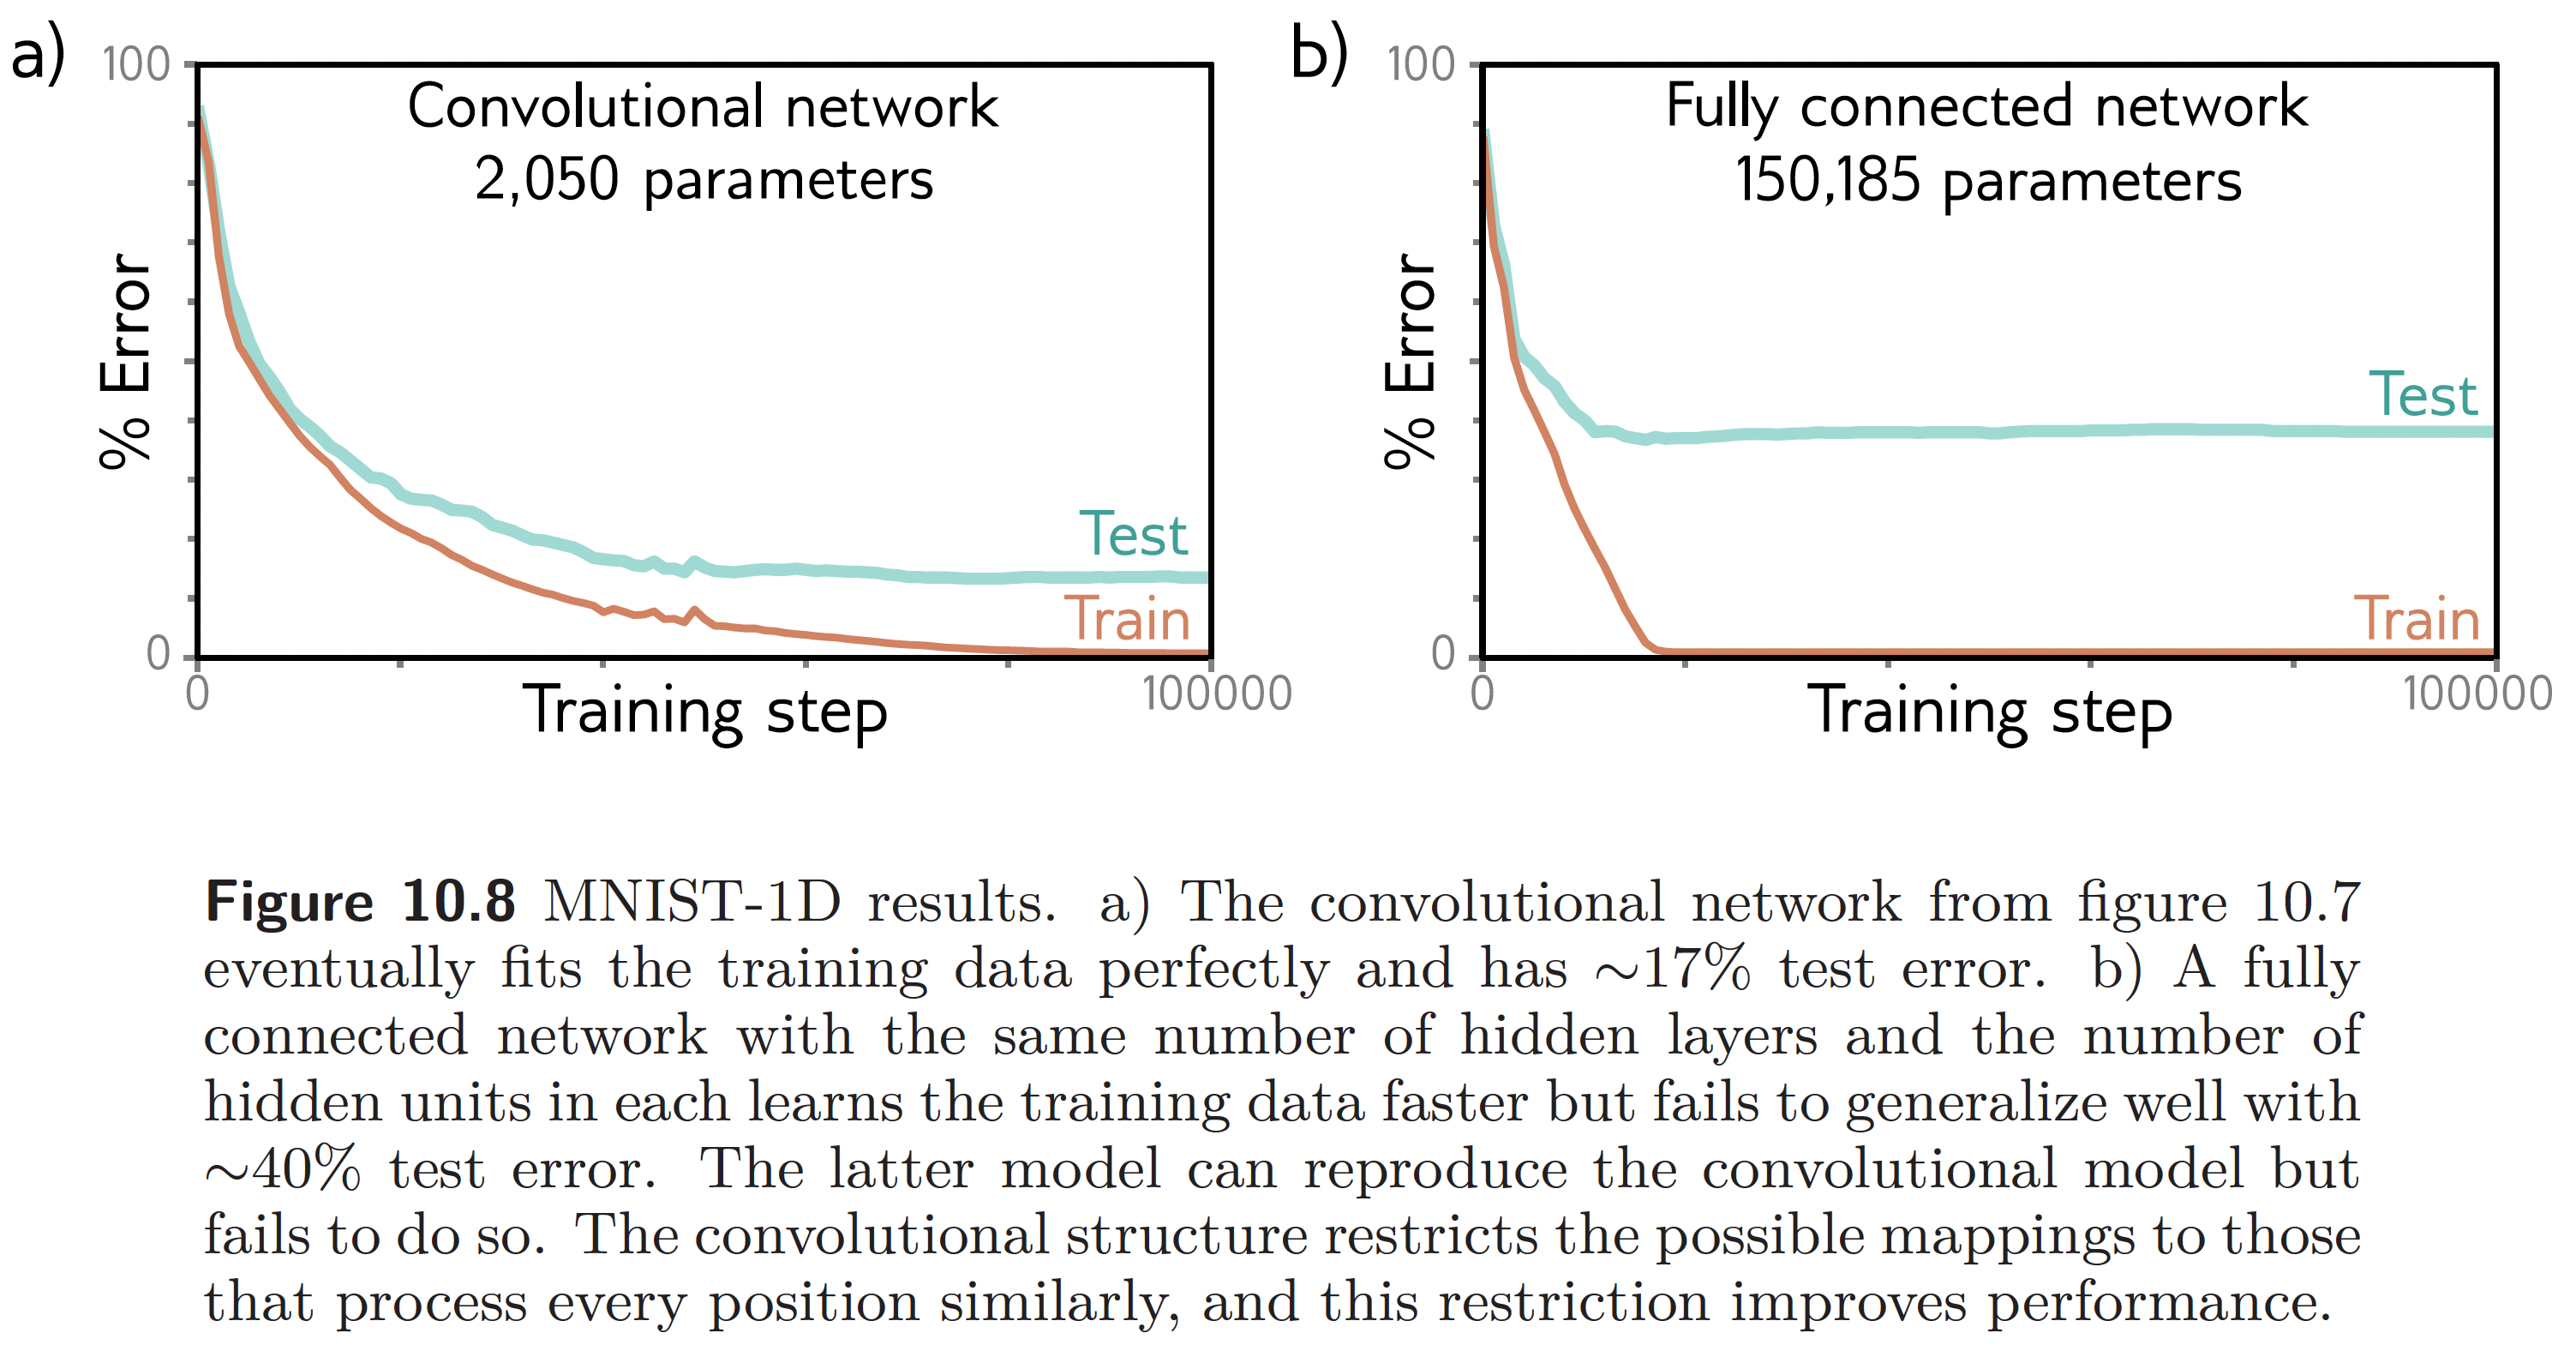 a)
100
Convolutional network
2,050 parameters
% Error
Test
Train
0
0
Training step
100000
b)
100
Fully connected network
150,185 parameters
% Error
Test
Train
0
0
Training step
100000
Figure 10.8 MNIST-1D results. a) The convolutional network from figure 10.7
eventually fits the training data perfectly and has ∼17% test error. b) A fully
connected network with the same number of hidden layers and the number of
hidden units in each learns the training data faster but fails to generalize well with
∼40% test error. The latter model can reproduce the convolutional model but
fails to do so. The convolutional structure restricts the possible mappings to those
that process every position similarly, and this restriction improves performance.